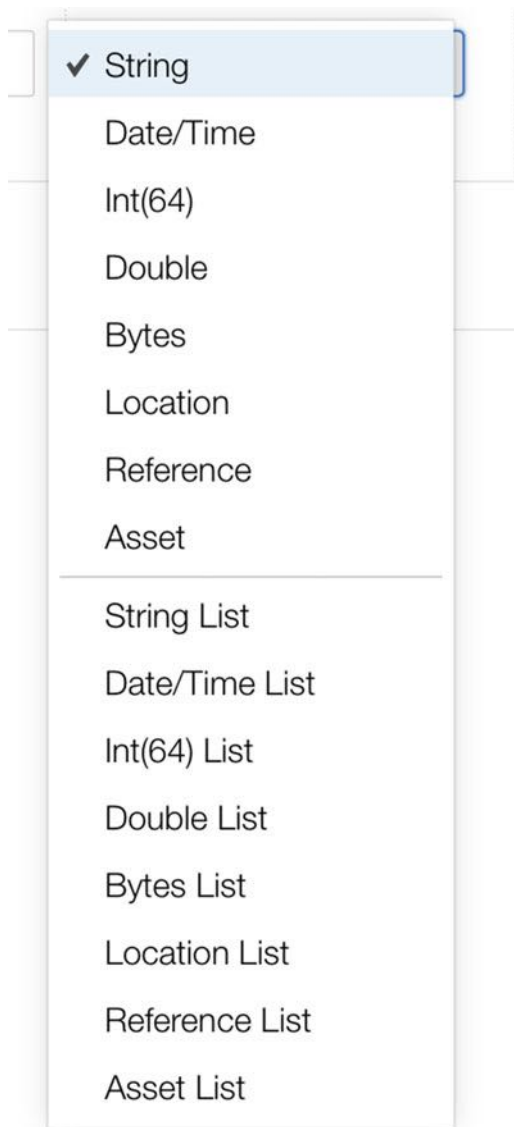 String
Date/Time
Int(64)
Double
Bytes
Location
Reference
Asset
String List
Date/Time List
Int(64) List
Double List
Bytes List
Location List
Reference List
Asset List